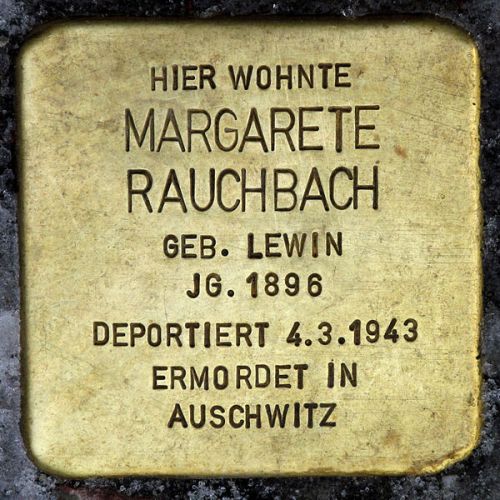 HIER WOHNTE
MARGARETE
RAUCHBACH
GEB. LEWIN
JG. 1896
DEPORTIERT 4.3.1943
ERMORDET IN
AUSCHWITZ